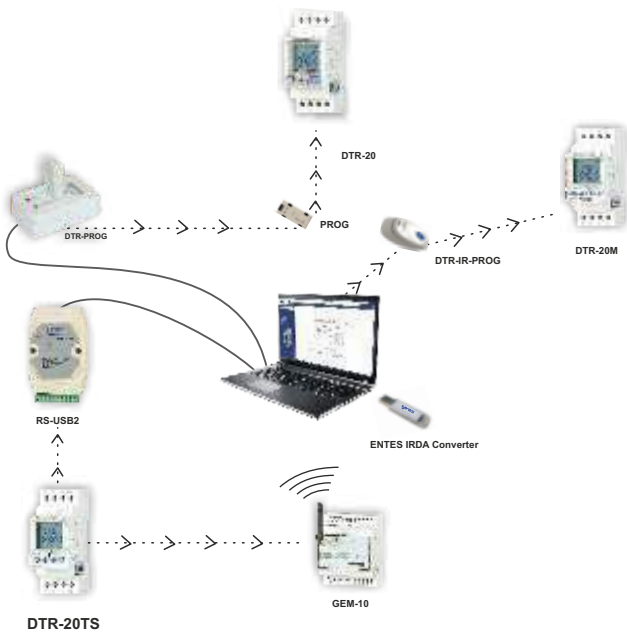 DTR-20
DTR-PROG
PROG
DTR-IR-PROG
DTR-20M
RS-USB2
ENTES IRDA Converter
GEM-10
DTR-20TS